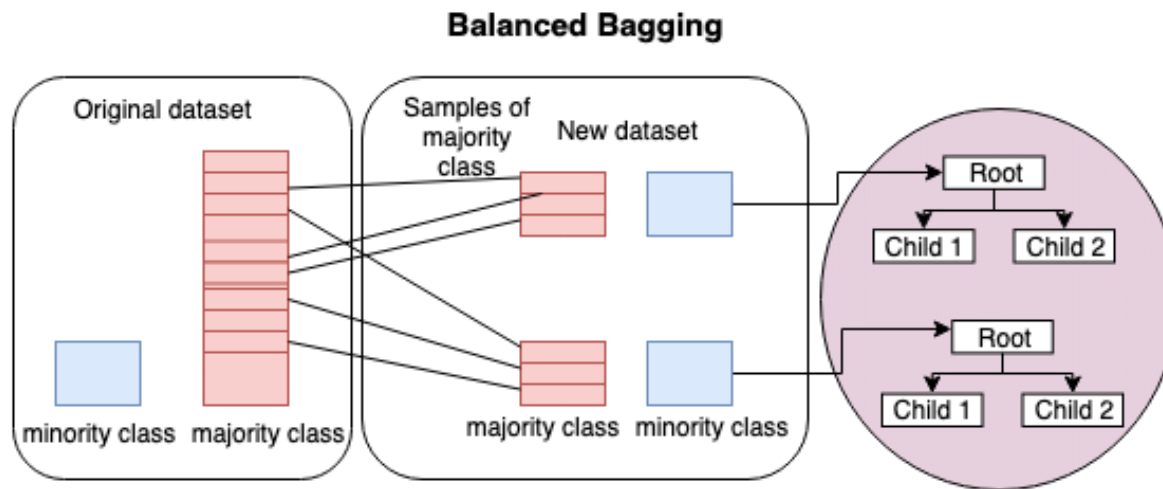 Balanced Bagging
Original dataset
minority class
majority class
Samples of
majority
class
New dataset
majority class
minority class
Root
Child 1
Child 2
Root
Child 1
Child 2